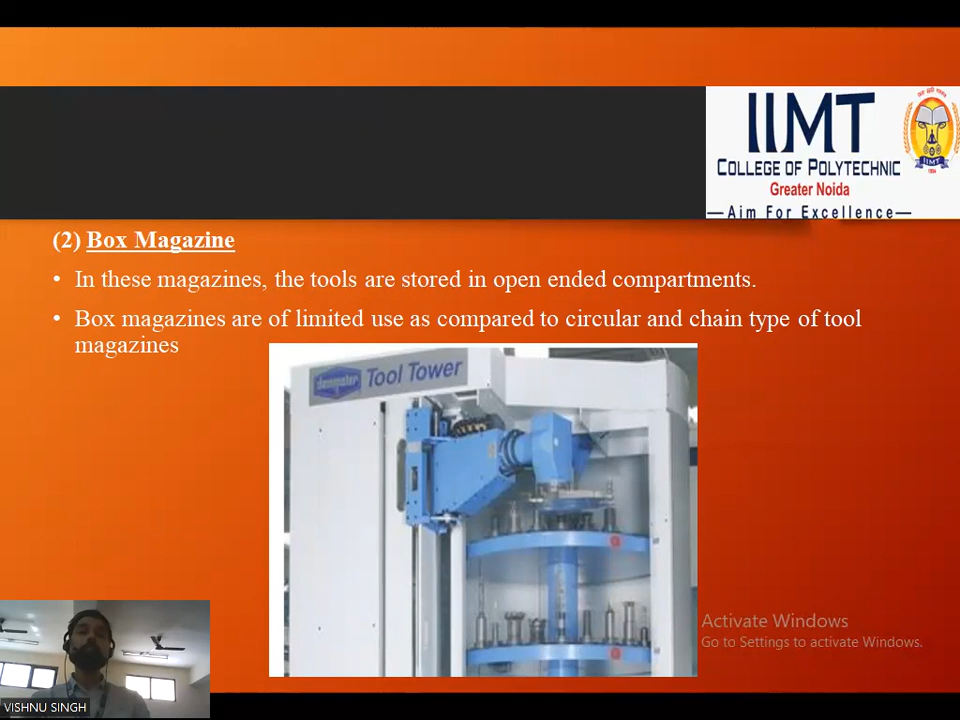 IIMT
COLLEGE OF POLYTECHNIC
Greater Noida
—Aim For Excellence—
IIMT
(2) Box Magazine
• In these magazines, the tools are stored in open ended compartments.
• Box magazines are of limited use as compared to circular and chain type of tool
magazines
Tool Tower
Activate Windows
Go to Settings to activate Windows.
VISHNU SINGH